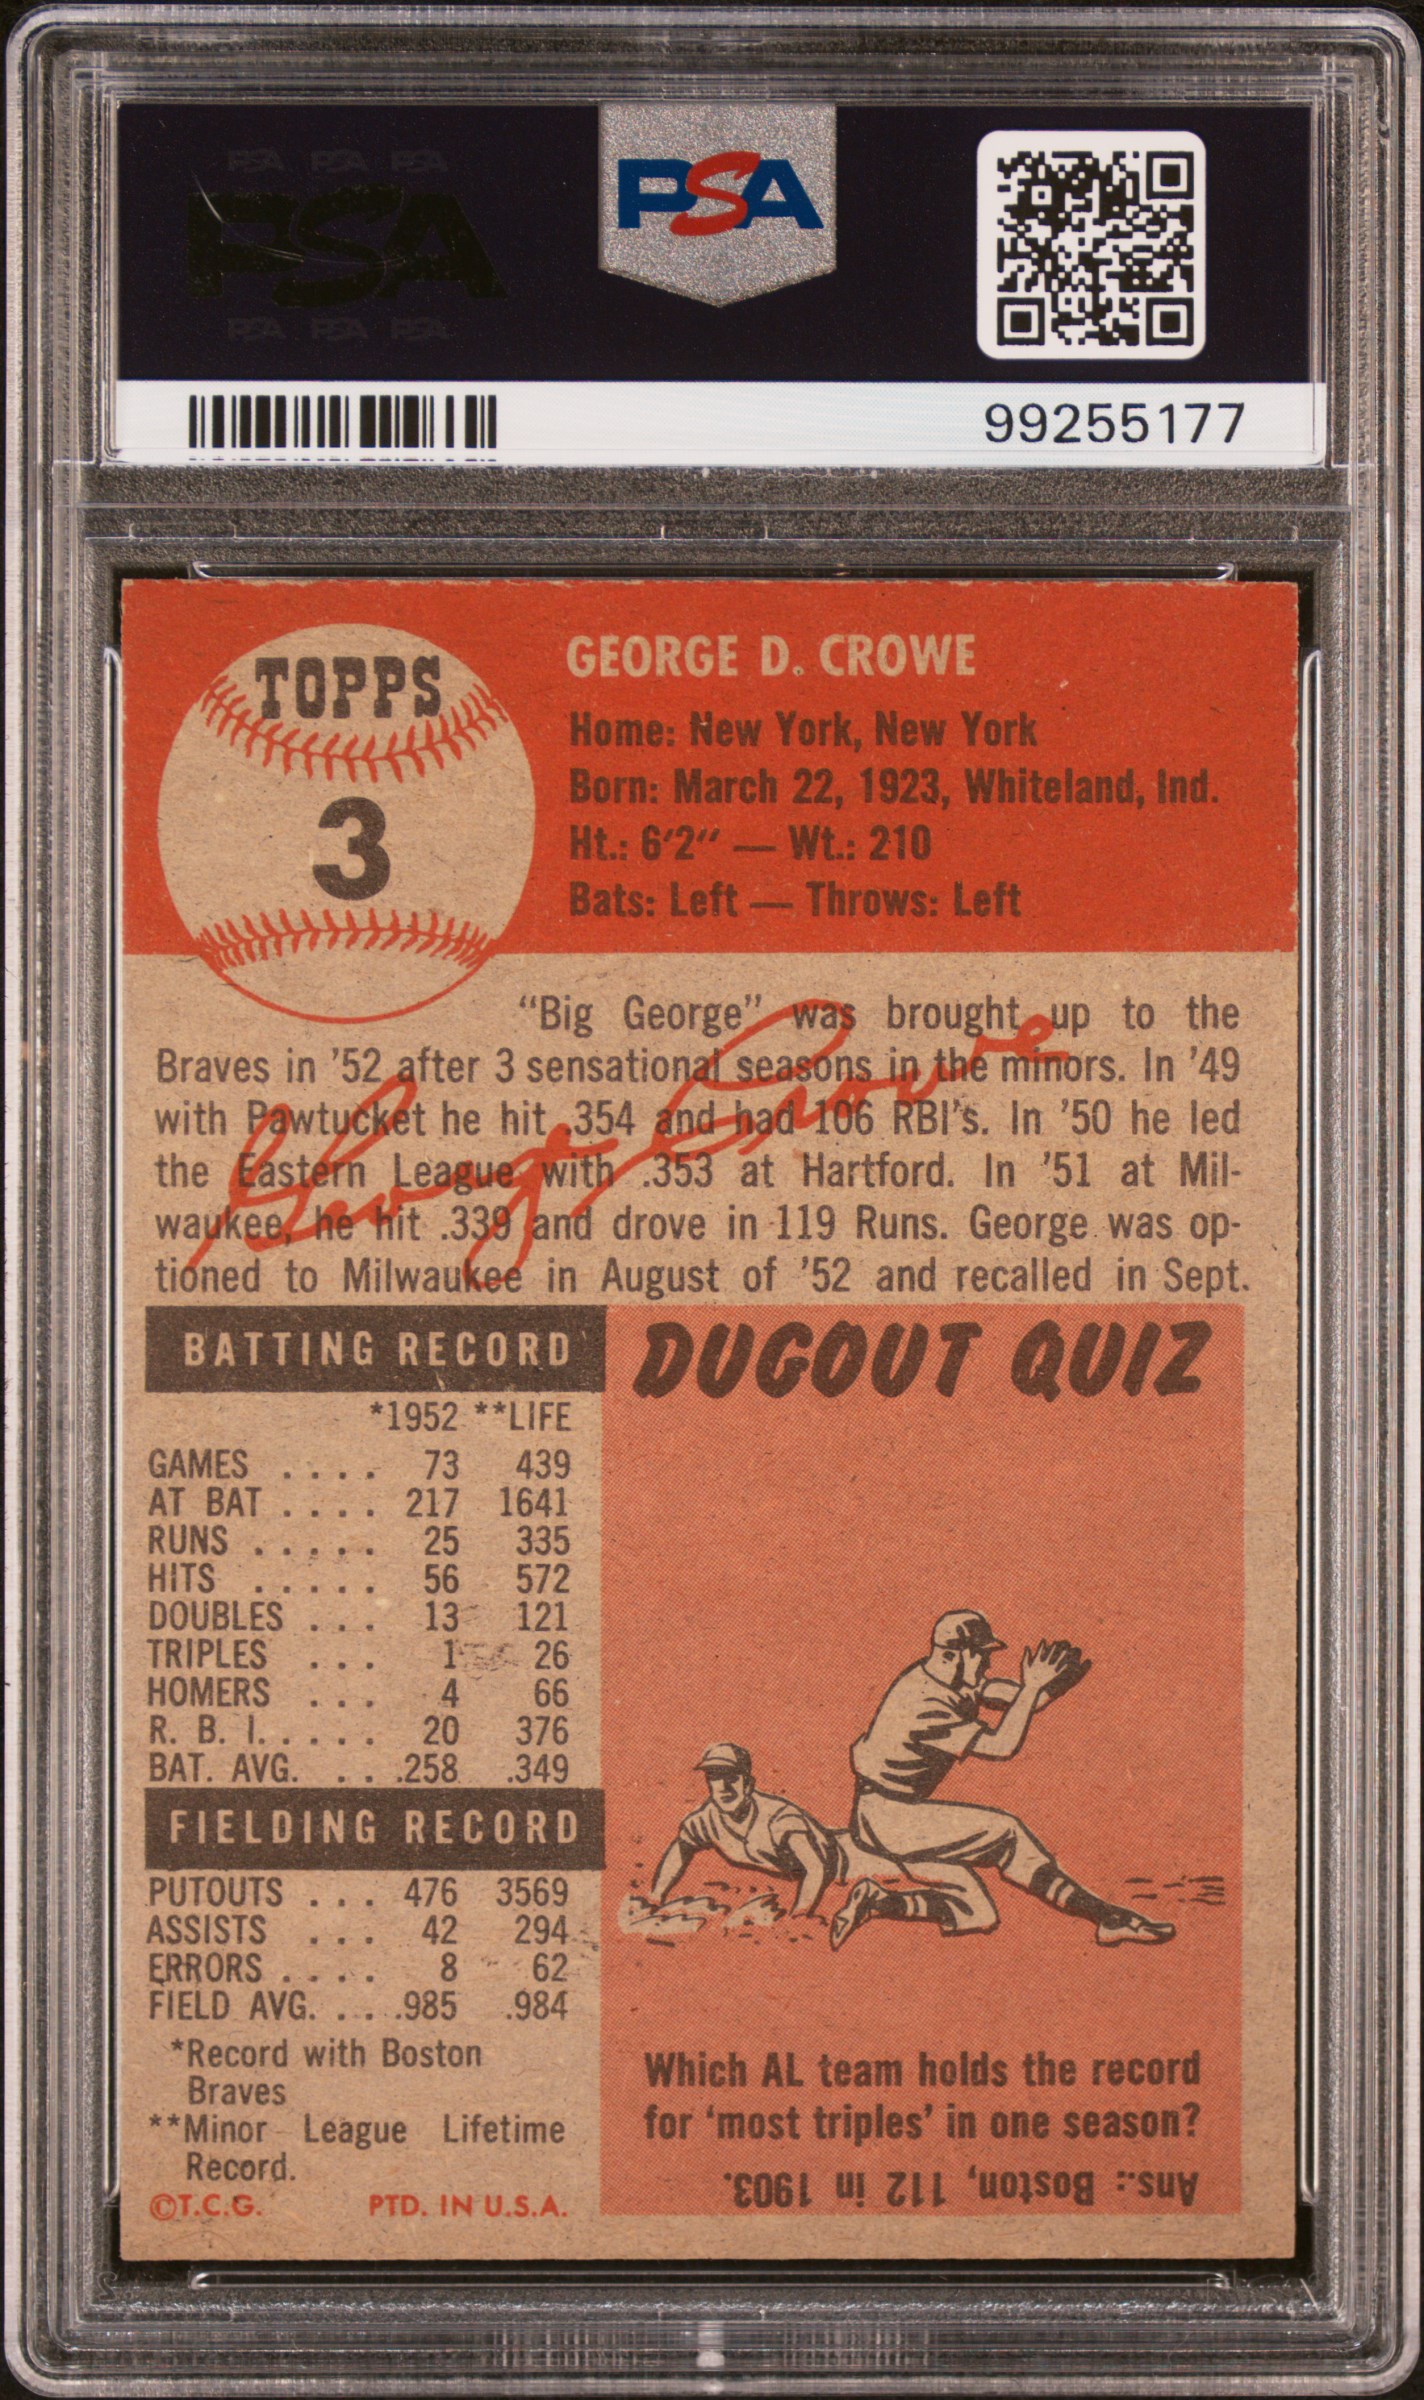 PSA PSA PSA
PSA
PSA PSA PSA
PSA
99255177
TOPPS
3
GEORGE D. CROWE
Home: New York, New York
Born: March 22, 1923, Whiteland, Ind.
Ht.: 6'2" — Wt.: 210
Bats: Left — Throws: Left
"Big George" was brought up to the
Braves in '52 after 3 sensational seasons in the minors. In '49
with Pawtucket he hit .354 and had 106 RBI's. In '50 he led
the Eastern League with .353 at Hartford. In '51 at Mil-
waukee, he hit .339 and drove in 119 Runs. George was op-
tioned to Milwaukee in August of '52 and recalled in Sept.
George Crowe
BATTING RECORD
*1952 **LIFE
GAMES .... 73 439
AT BAT .... 217 1641
RUNS ..... 25 335
HITS ..... 56 572
DOUBLES ... 13 121
TRIPLES ... 1 26
HOMERS ... 4 66
R. B. I. .... 20 376
BAT. AVG. .. .258 .349
FIELDING RECORD
PUTOUTS ... 476 3569
ASSISTS ... 42 294
ERRORS .... 8 62
FIELD AVG. .. .985 .984
*Record with Boston
Braves
**Minor League Lifetime
Record.
©T.C.G. PTD. IN U.S.A.
DUGOUT QUIZ
Which AL team holds the record
for 'most triples' in one season?
Ans.: Boston, 112 in 1903.